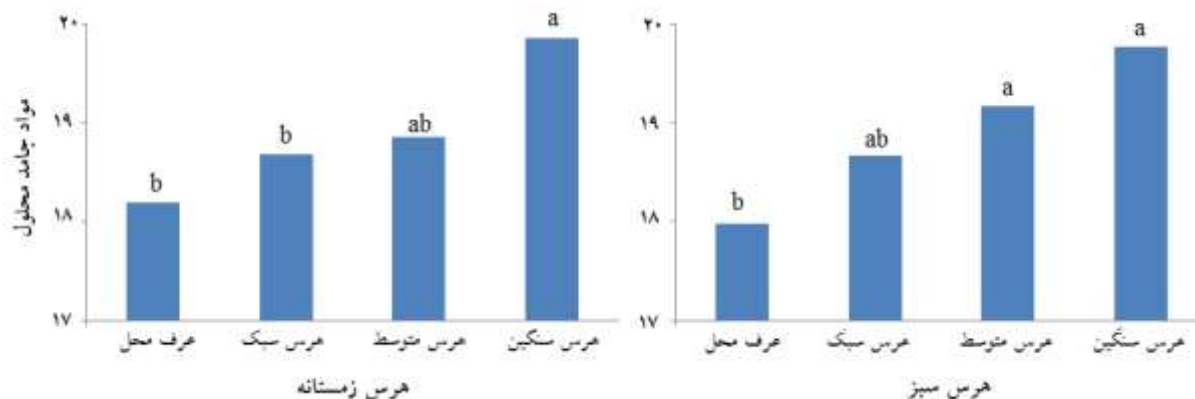 مواد جامد محلول
۲۰
۱۹
۱۸
۱۷
b
b
ab
a
عرف محل
هرس سبک
هرس متوسط
هرس سنگین
هرس زمستانه
۲۰
۱۹
۱۸
۱۷
b
ab
a
a
عرف محل
هرس سبک
هرس متوسط
هرس سنگین
هرس سبز